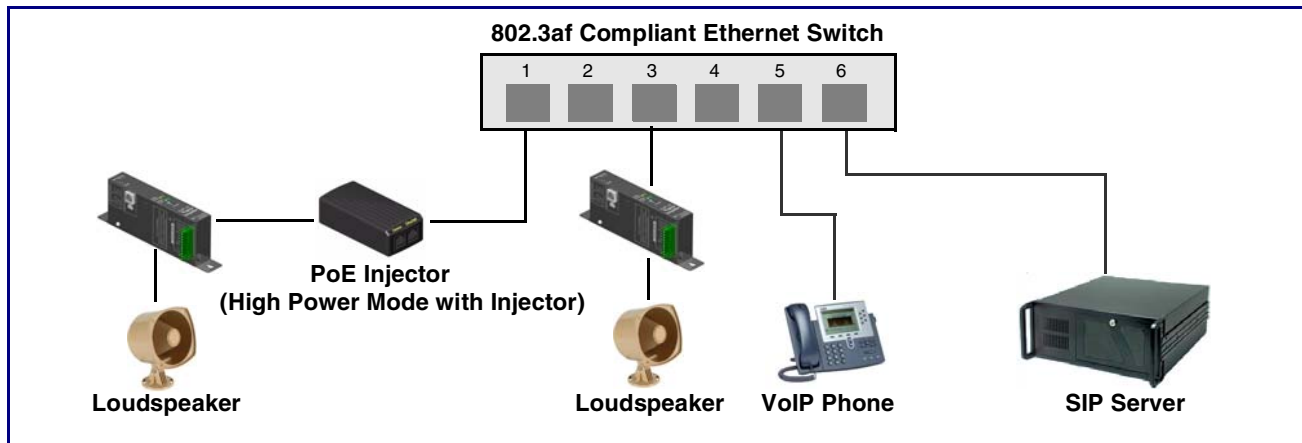 802.3af Compliant Ethernet Switch
1 2 3 4 5 6
PoE Injector
(High Power Mode with Injector)
Loudspeaker
Loudspeaker
VoIP Phone
SIP Server